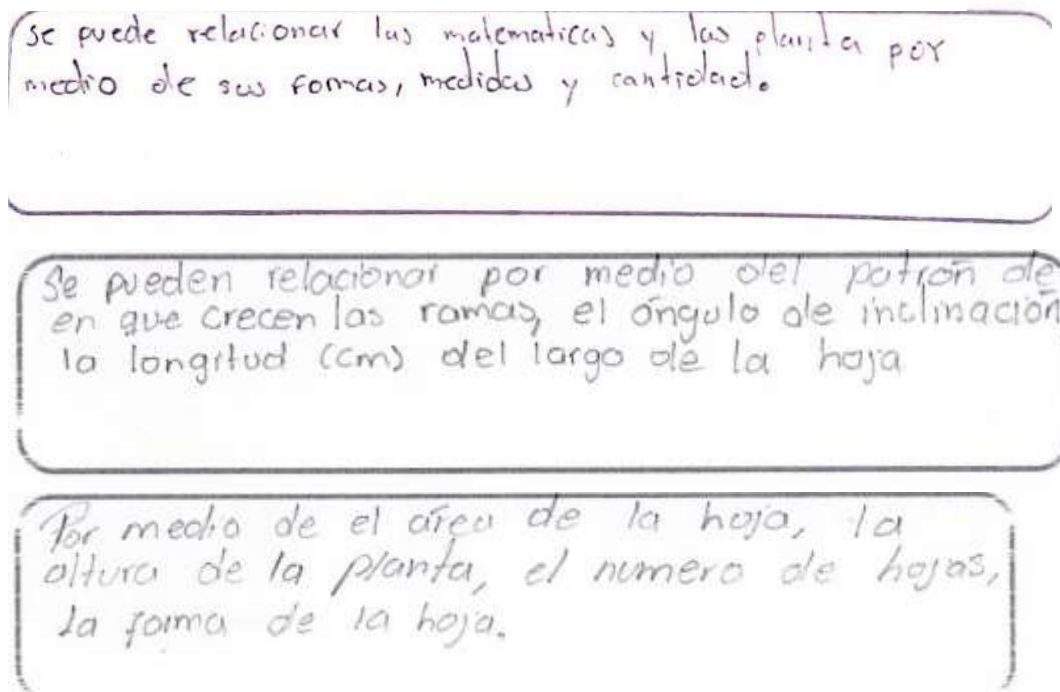 se puede relacionar las matematicas y las planta por
medio de sus formas, medidas y cantidad.
Se pueden relacionar por medio del patrón de
en que crecen las ramas, el ángulo de inclinación
la longitud (cm) del largo de la hoja
Por medio de el área de la hoja, la
altura de la planta, el numero de hojas,
la forma de la hoja.